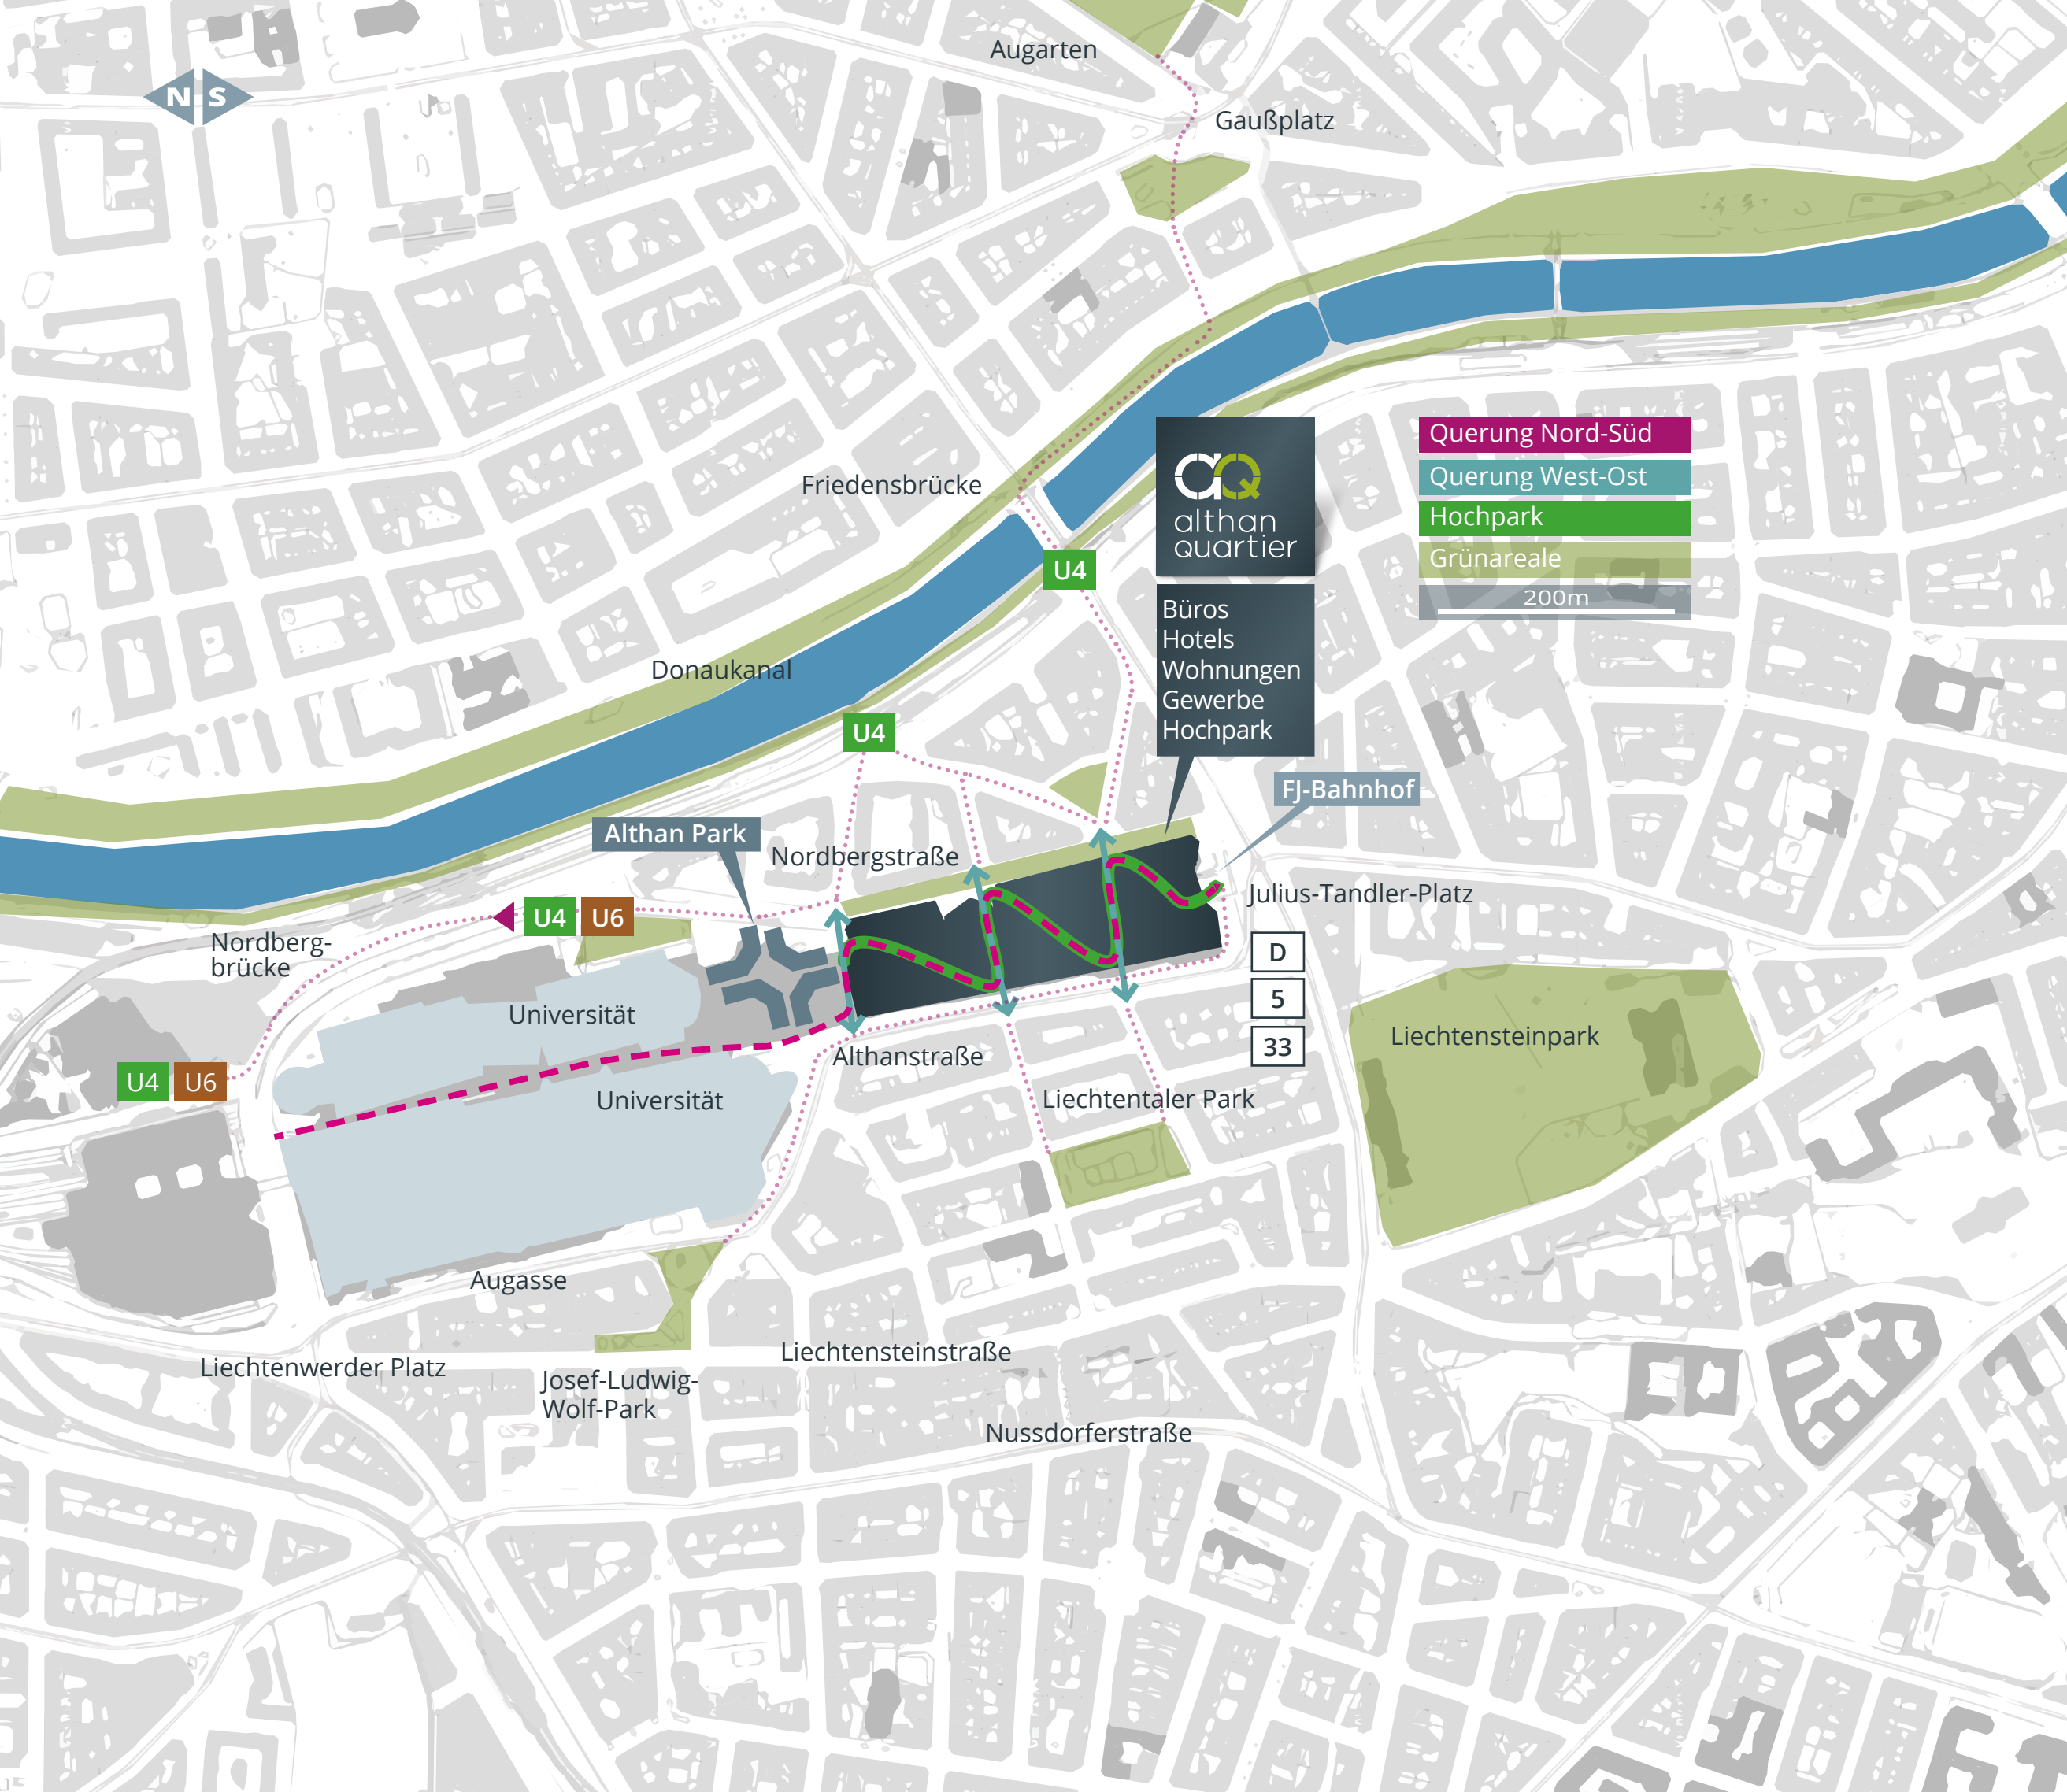 Augarten
N S
Gaußplatz
Querung Nord-Süd
Querung West-Ost
Hochpark
Grünareale
200m
aQ
althan
quartier
Friedensbrücke
U4
Büros
Hotels
Wohnungen
Gewerbe
Hochpark
Donaukanal
U4
FJ-Bahnhof
Althan Park
Nordbergstraße
Julius-Tandler-Platz
U4 U6
Nordberg-
brücke
D
5
33
Universität
Liechtensteinpark
Althanstraße
U4 U6
Universität
Liechtentaler Park
Augasse
Liechtensteinstraße
Liechtenwerder Platz
Josef-Ludwig-
Wolf-Park
Nussdorferstraße